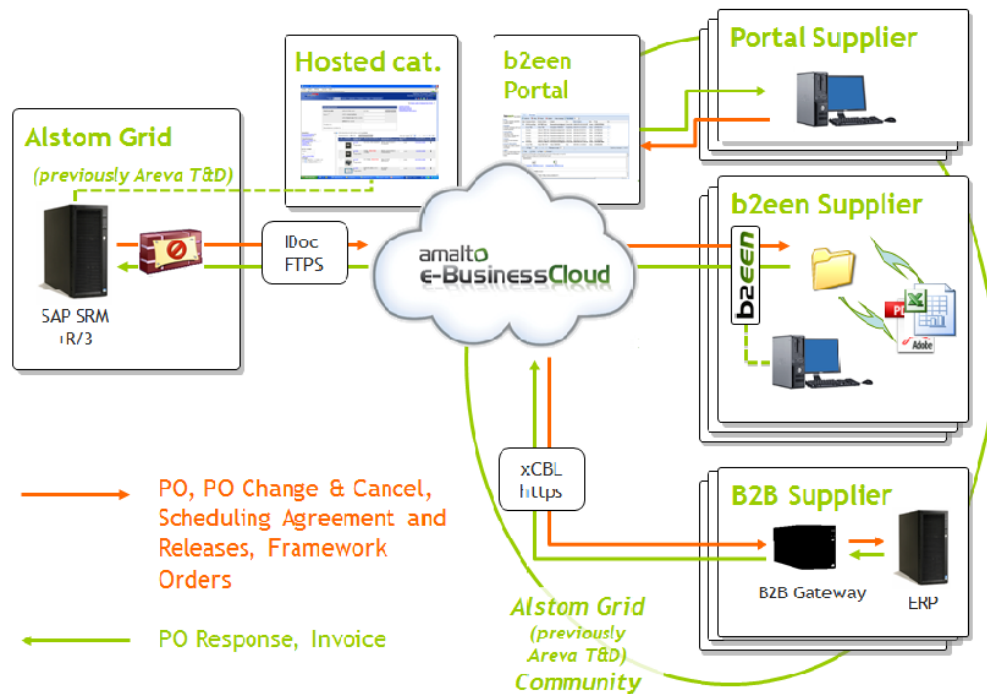 Alstom Grid
(previously Areva T&D)
SAP SRM
+R/3
Hosted cat.
b2een
Portal
IDoc
FTPS
amalto
e-BusinessCloud
Portal Supplier
b2een Supplier
b2een
Adobe
xCBL
https
B2B Supplier
B2B Gateway
ERP
PO, PO Change & Cancel,
Scheduling Agreement and
Releases, Framework
Orders
PO Response, Invoice
Alstom Grid
(previously
Areva T&D)
Community